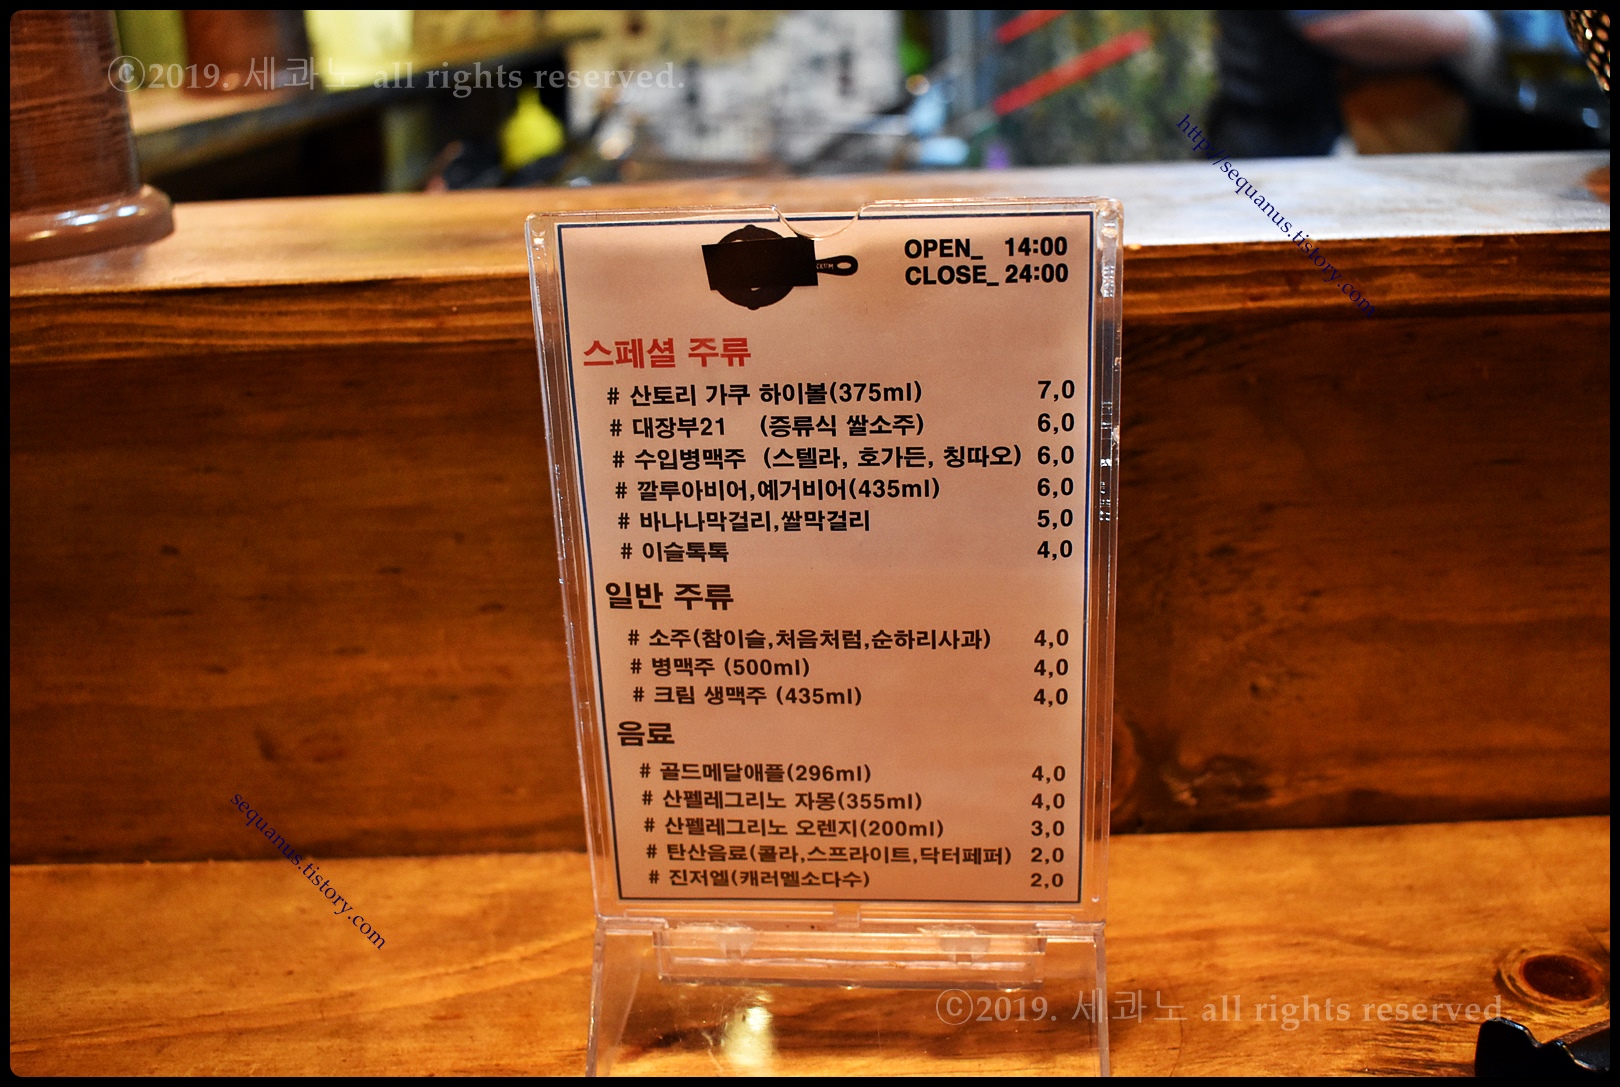 ©2019. 세콰노 all rights reserved.
http://sequanus.tistory.com
OPEN_ 14:00
CLOSE_ 24:00
스페셜 주류
# 산토리 가쿠 하이볼(375ml) 7,0
# 대장부21 (증류식 쌀소주) 6,0
# 수입병맥주 (스텔라, 호가든, 칭따오) 6,0
# 깔루아비어,예거비어(435ml) 6,0
# 바나나막걸리,쌀막걸리 5,0
# 이슬톡톡 4,0
일반 주류
# 소주(참이슬,처음처럼,순하리사과) 4,0
# 병맥주 (500ml) 4,0
# 크림 생맥주 (435ml) 4,0
음료
# 골드메달애플(296ml) 4,0
# 산펠레그리노 자몽(355ml) 4,0
# 산펠레그리노 오렌지(200ml) 3,0
# 탄산음료(콜라,스프라이트,닥터페퍼) 2,0
# 진저엘(캐러멜소다수) 2,0
sequanus.tistory.com
©2019. 세콰노 all rights reserved.